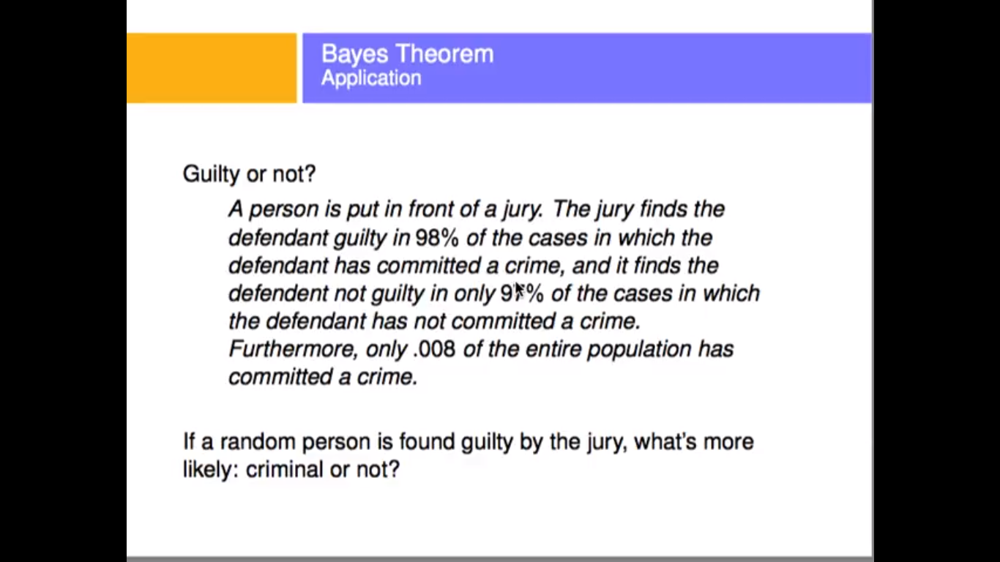 Bayes Theorem
Application
Guilty or not?
A person is put in front of a jury. The jury finds the
defendant guilty in 98% of the cases in which the
defendant has committed a crime, and it finds the
defendent not guilty in only of the cases in which
the defendant has not committed a crime.
Furthermore, only .008 of the entire population has
committed a crime.
If a random person is found guilty by the jury, what's more
likely: criminal or not?